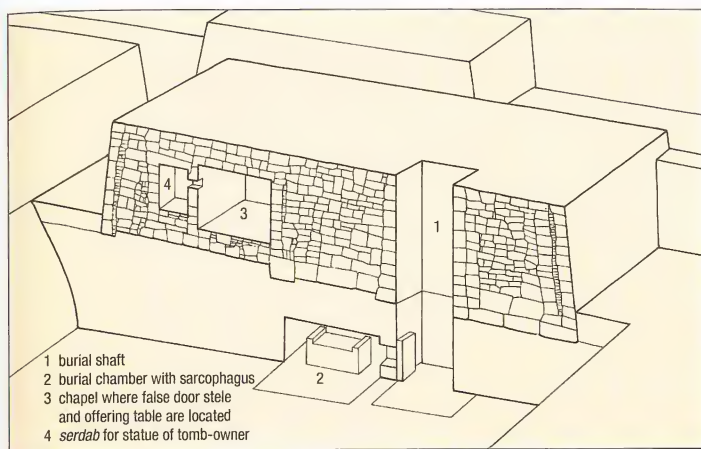 4
3
1
2
1 burial shaft
2 burial chamber with sarcophagus
3 chapel where false door stele
and offering table are located
4 serdab for statue of tomb-owner